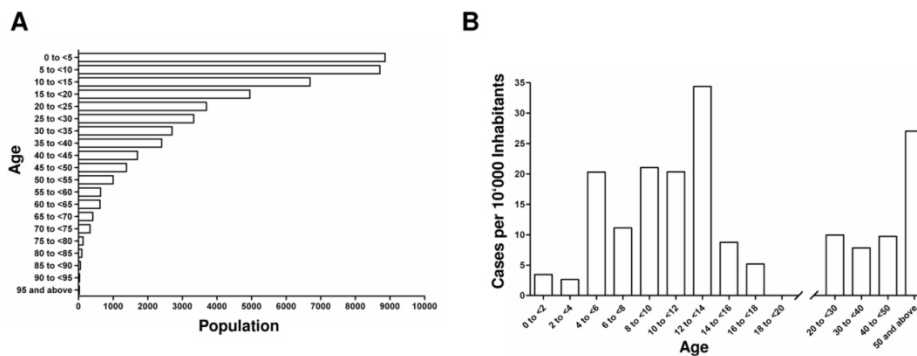 A
Age
0 to <5
5 to <10
10 to <15
15 to <20
20 to <25
25 to <30
30 to <35
35 to <40
40 to <45
45 to <50
50 to <55
55 to <60
60 to <65
65 to <70
70 to <75
75 to <80
80 to <85
85 to <90
90 to <95
95 and above
0 1000 2000 3000 4000 5000 6000 7000 8000 9000 10000
Population
B
Cases per 10'000 Inhabitants
35
30
25
20
15
10
5
0
0 to <2 2 to <4 4 to <6 6 to <8 8 to <10 10 to <12 12 to <14 14 to <16 16 to <18 18 to <20 20 to <30 30 to <40 40 to <50 50 and above
Age